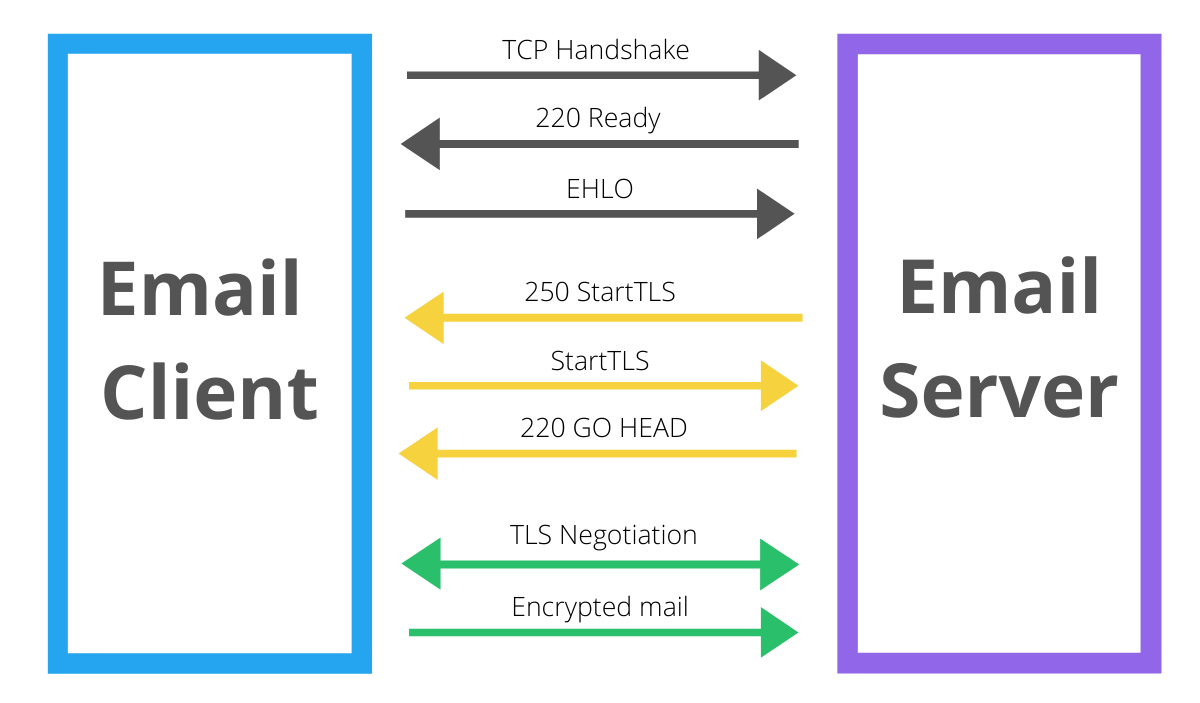 TCP Handshake
220 Ready
EHLO
250 StartTLS
StartTLS
220 GO HEAD
TLS Negotiation
Encrypted mail
Email
Client
Email
Server